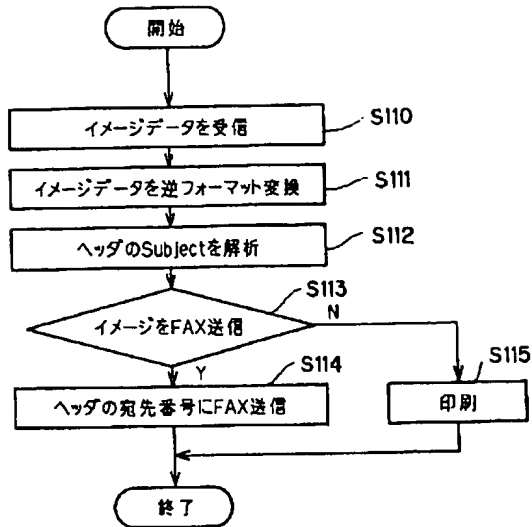 開始
イメージデータを受信
S110
イメージデータを逆フォーマット変換
S111
ヘッダのSubjectを解析
S112
イメージをFAX送信
S113
N
Y
ヘッダの宛先番号にFAX送信
S114
印刷
S115
終了